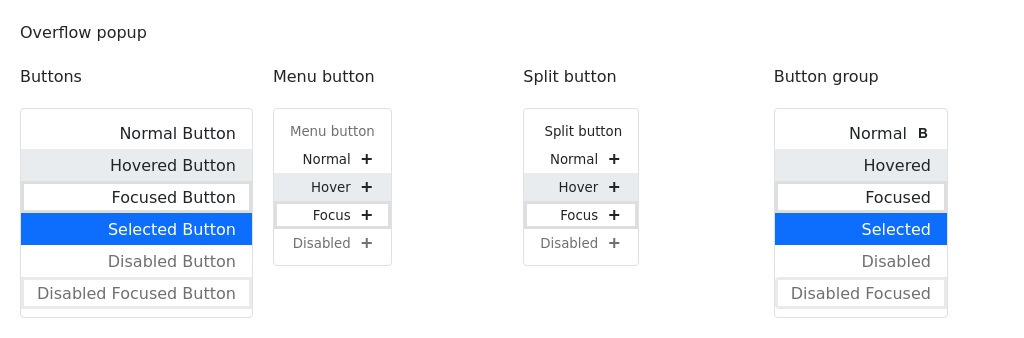 Overflow popup
Buttons
Normal Button
Hovered Button
Focused Button
Selected Button
Disabled Button
Disabled Focused Button
Menu button
Menu button
Normal +
Hover +
Focus +
Disabled +
Split button
Split button
Normal +
Hover +
Focus +
Disabled +
Button group
Normal B
Hovered
Focused
Selected
Disabled
Disabled Focused